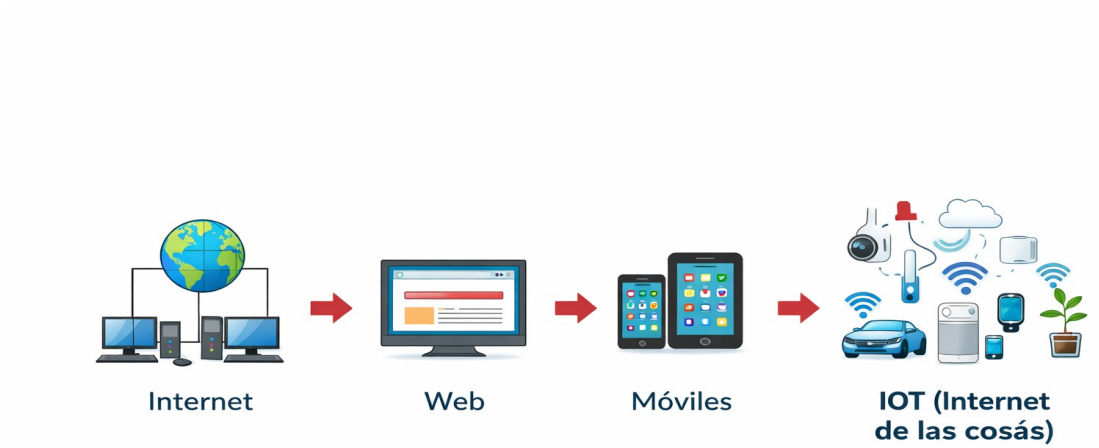 Internet
Web
Móviles
IOT (Internet
de las cosás)